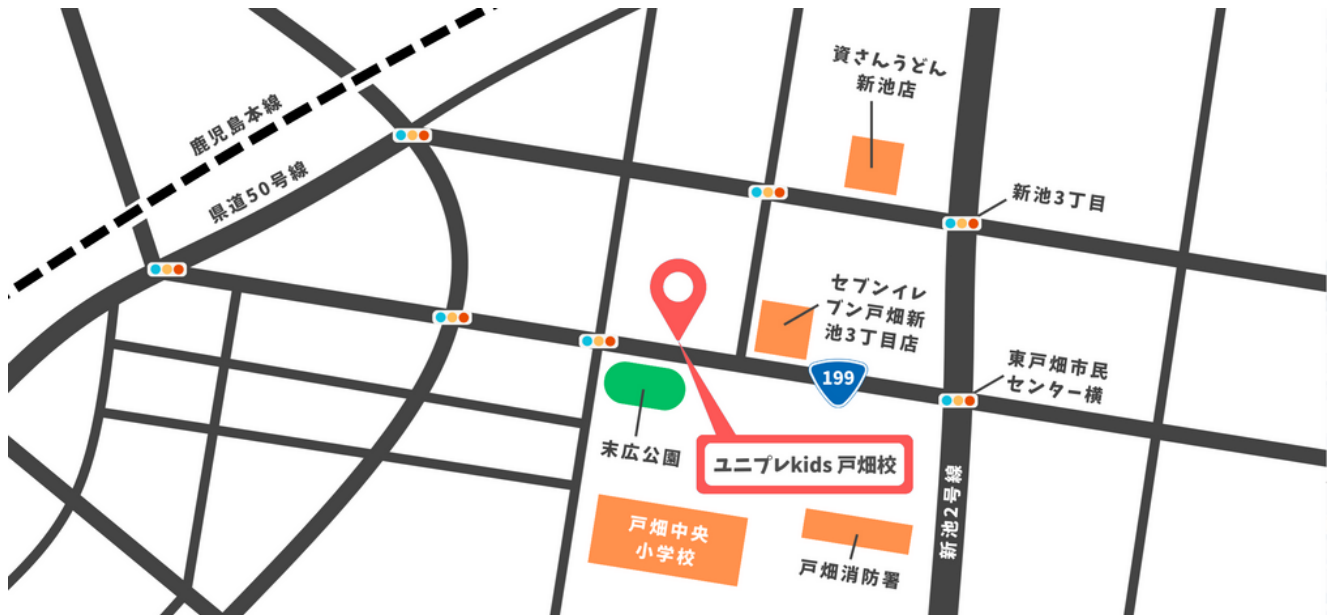 資さんうどん
新池店
鹿児島本線
県道50号線
新池3丁目
セブンイレ
ブン戸畑新
池3丁目店
東戸畑市民
センター横
199
末広公園
ユニプレkids 戸畑校
新池2号線
戸畑中央
小学校
戸畑消防署